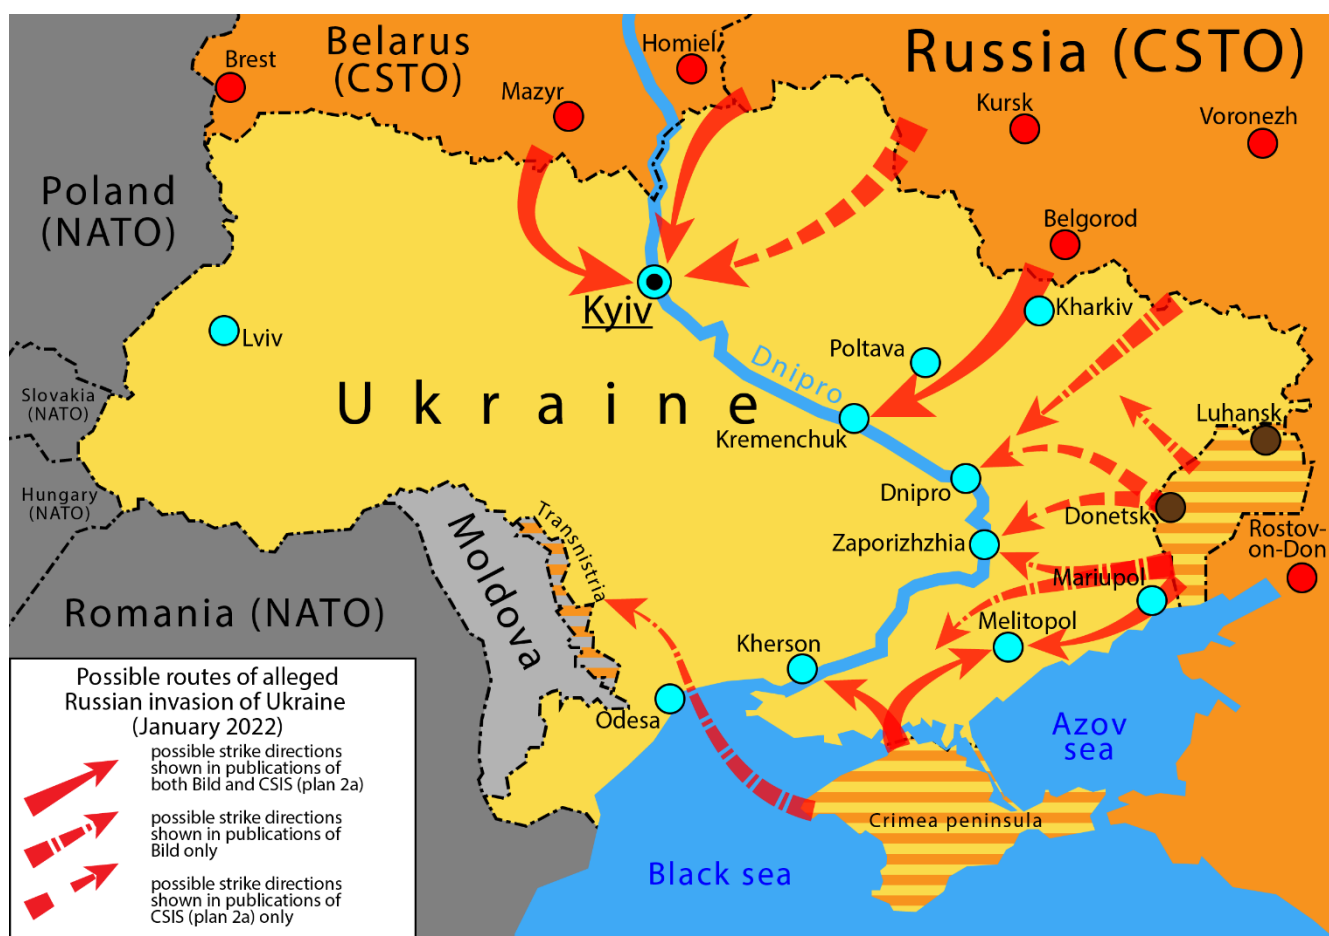 Belarus
(CSTO)
Homiel
Russia (CSTO)
Brest
Mazyr
Kursk
Voronezh
Poland
(NATO)
Belgorod
Kyiv
Kharkiv
Lviv
Poltava
Dnipro
Slovakia
(NATO)
Ukraine
Kremenchuk
Luhansk
Hungary
(NATO)
Dnipro
Donetsk
Transnistria
Moldova
Zaporizhzhia
Rostov-
on-Don
Mariupol
Romania (NATO)
Melitopol
Kherson
Odesa
Azov
sea
Crimea peninsula
Black sea
Possible routes of alleged
Russian invasion of Ukraine
(January 2022)
possible strike directions
shown in publications of
both Bild and CSIS (plan 2a)
possible strike directions
shown in publications of
Bild only
possible strike directions
shown in publications of
CSIS (plan 2a) only